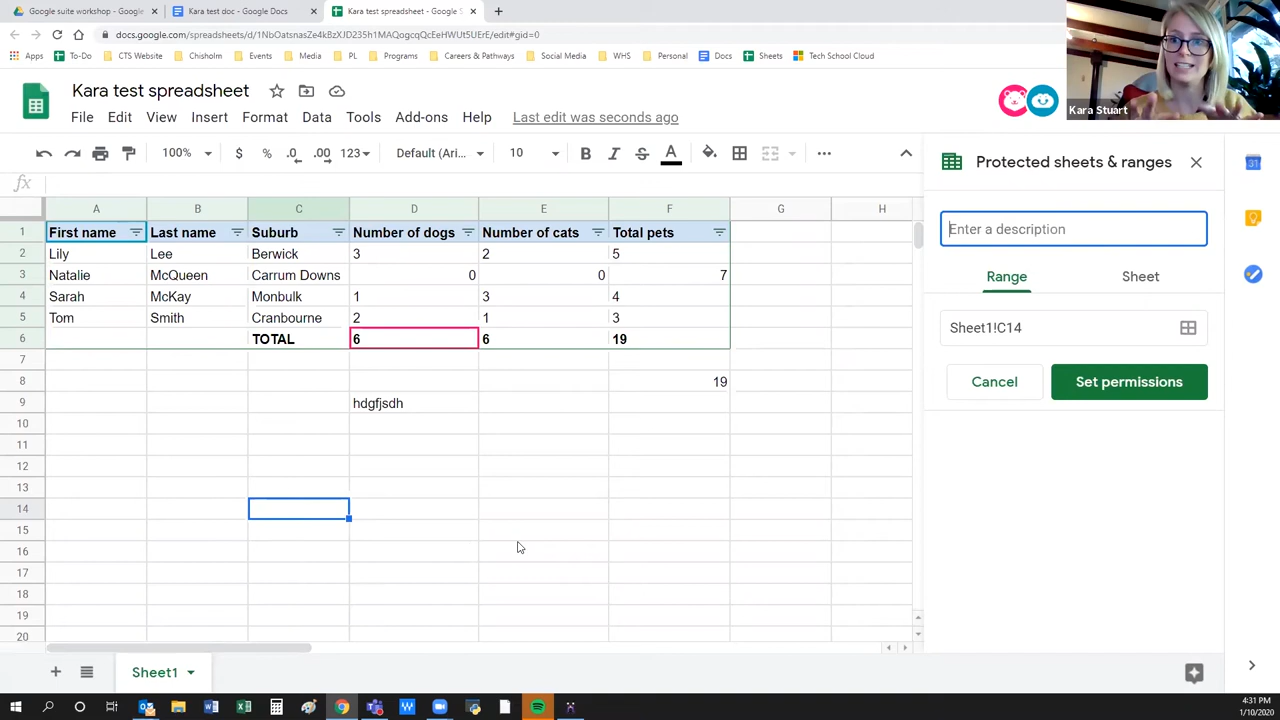 Google suite workshop - Google
Kara test doc - Google Docs
Kara test spreadsheet - Google S
docs.google.com/spreadsheets/d/1NbOatsnasZe4kBzXJD235h1MAQogcqQcEeHWUt5UErE/edit#gid=0
Apps To-Do CTS Website Chisholm Events Media PL Programs Careers & Pathways Social Media WHS Personal Docs Sheets Tech School Cloud
Kara Stuart
Kara test spreadsheet
File Edit View Insert Format Data Tools Add-ons Help Last edit was seconds ago
100% $ % .0 .00 123 Default (Ari... 10 B I S A
fx
A B C D E F G H
1 First name Last name Suburb Number of dogs Number of cats Total pets
2 Lily Lee Berwick 3 2 5
3 Natalie McQueen Carrum Downs 0 0 7
4 Sarah McKay Monbulk 1 3 4
5 Tom Smith Cranbourne 2 1 3
6 TOTAL 6 6 19
7
8 19
9 hdgfjsdh
10
11
12
13
14
15
16
17
18
19
20
Protected sheets & ranges
Enter a description
Range Sheet
Sheet1!C14
Cancel Set permissions
31
Sheet1
4:31 PM
1/10/2020